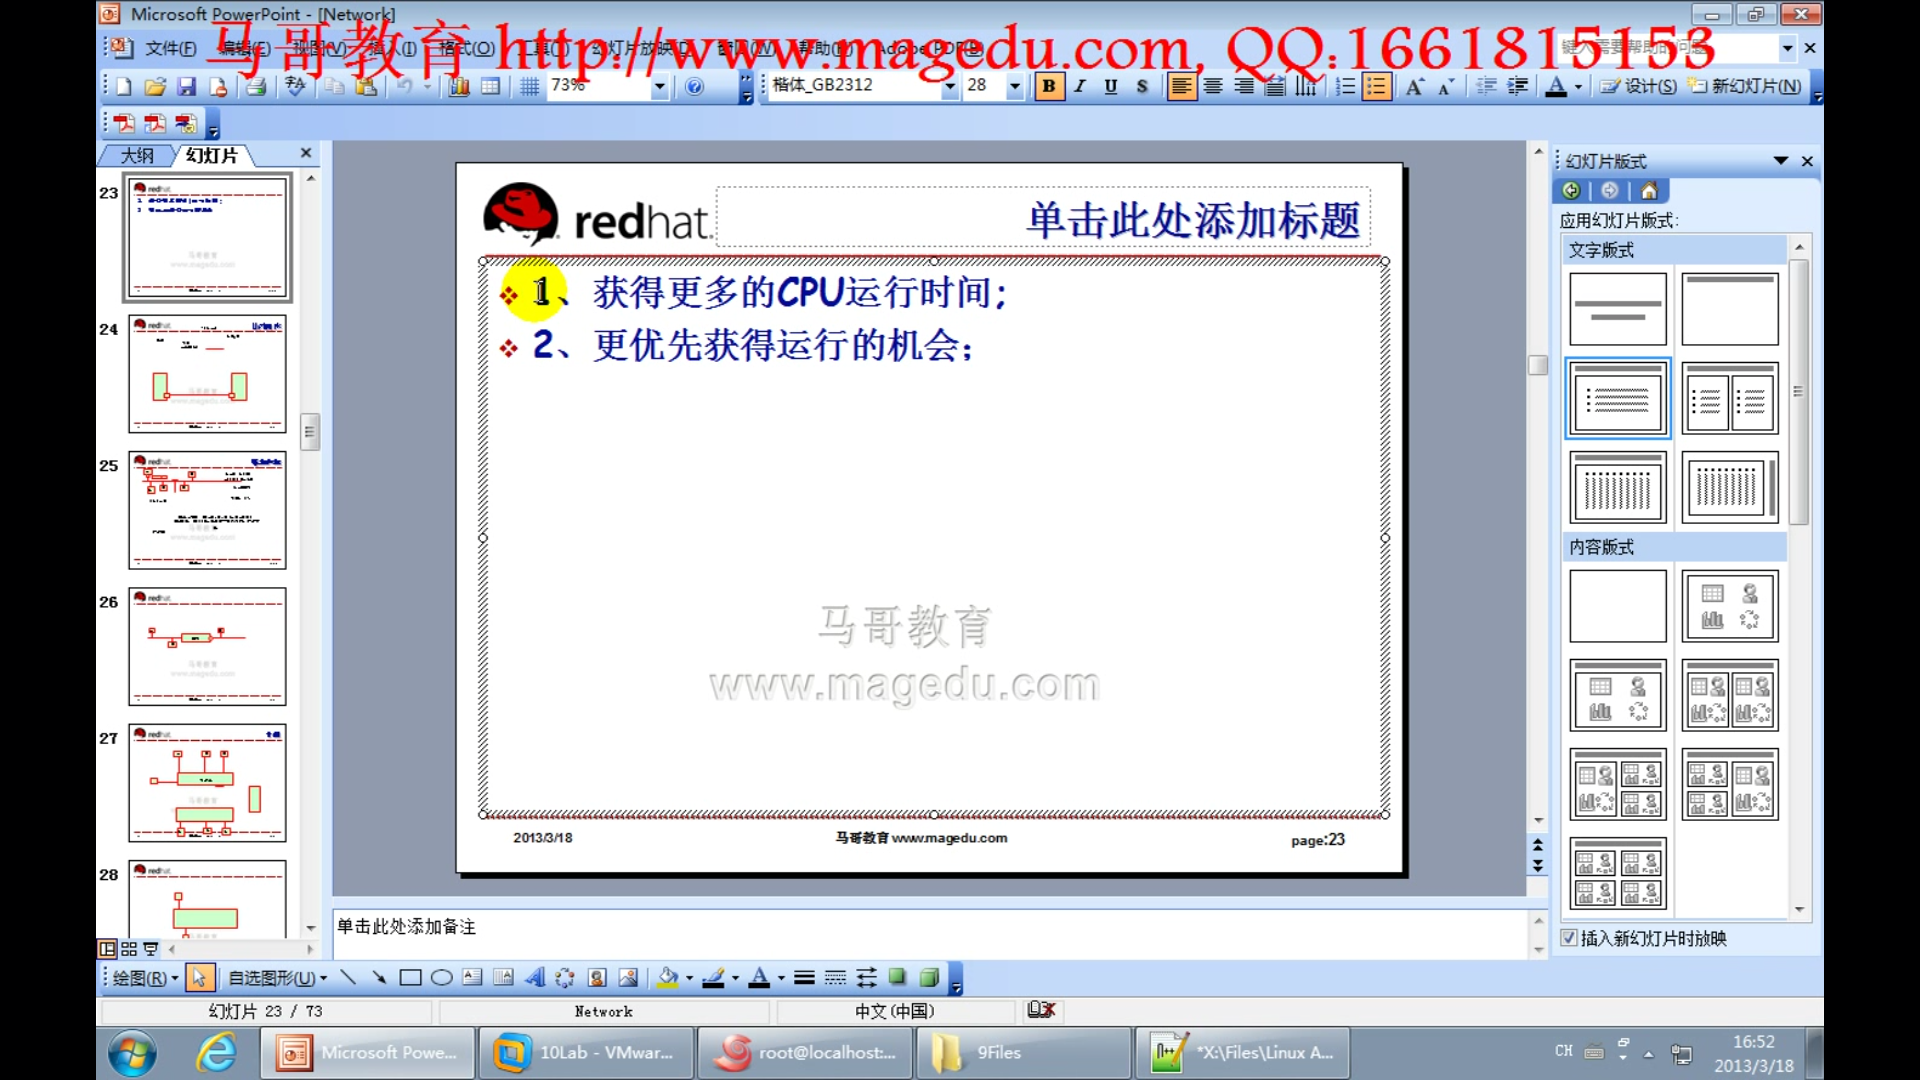 Microsoft PowerPoint - [Network]
马哥教育 http://www.magedu.com, QQ:1661815153
文件(F) 编辑(E) 视图(V) 插入(I) 格式(O) 工具(T) 幻灯片放映(D) 窗口(W) 帮助(H) Adobe PDF(B)
73%
楷体_GB2312
28
B I U S
设计(S)
新幻灯片(N)
大纲
幻灯片
23
24
25
26
27
28
redhat.
单击此处添加标题
1、获得更多的CPU运行时间;
2、更优先获得运行的机会;
马哥教育
www.magedu.com
2013/3/18
马哥教育 www.magedu.com
page:23
单击此处添加备注
幻灯片版式
应用幻灯片版式:
文字版式
内容版式
插入新幻灯片时放映
绘图(R)
自选图形(U)
幻灯片 23 / 73
Network
中文(中国)
Microsoft Powe...
10Lab - VMwar...
root@localhost:...
9Files
*X:\Files\Linux A...
CH
16:52
2013/3/18